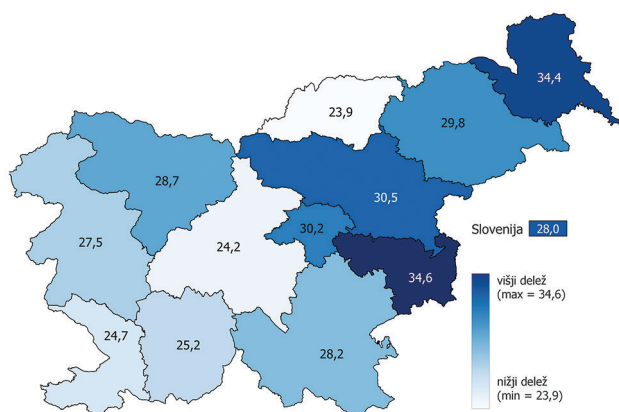 34,4
23,9
29,8
28,7
30,5
30,2
27,5
24,2
Slovenija 28,0
34,6
24,7
25,2
28,2
višji delež
(max = 34,6)
nižji delež
(min = 23,9)